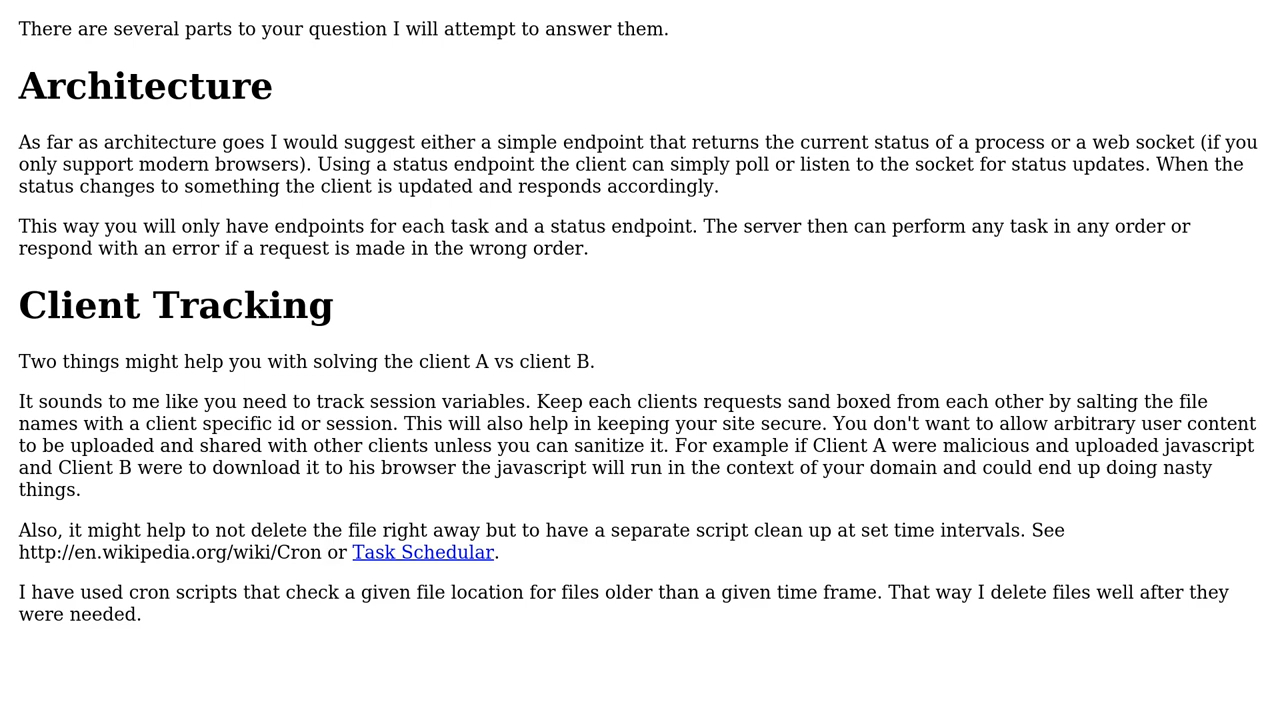 There are several parts to your question I will attempt to answer them.
Architecture
As far as architecture goes I would suggest either a simple endpoint that returns the current status of a process or a web socket (if you
only support modern browsers). Using a status endpoint the client can simply poll or listen to the socket for status updates. When the
status changes to something the client is updated and responds accordingly.
This way you will only have endpoints for each task and a status endpoint. The server then can perform any task in any order or
respond with an error if a request is made in the wrong order.
Client Tracking
Two things might help you with solving the client A vs client B.
It sounds to me like you need to track session variables. Keep each clients requests sand boxed from each other by salting the file
names with a client specific id or session. This will also help in keeping your site secure. You don't want to allow arbitrary user content
to be uploaded and shared with other clients unless you can sanitize it. For example if Client A were malicious and uploaded javascript
and Client B were to download it to his browser the javascript will run in the context of your domain and could end up doing nasty
things.
Also, it might help to not delete the file right away but to have a separate script clean up at set time intervals. See
http://en.wikipedia.org/wiki/Cron or Task Schedular.
I have used cron scripts that check a given file location for files older than a given time frame. That way I delete files well after they
were needed.